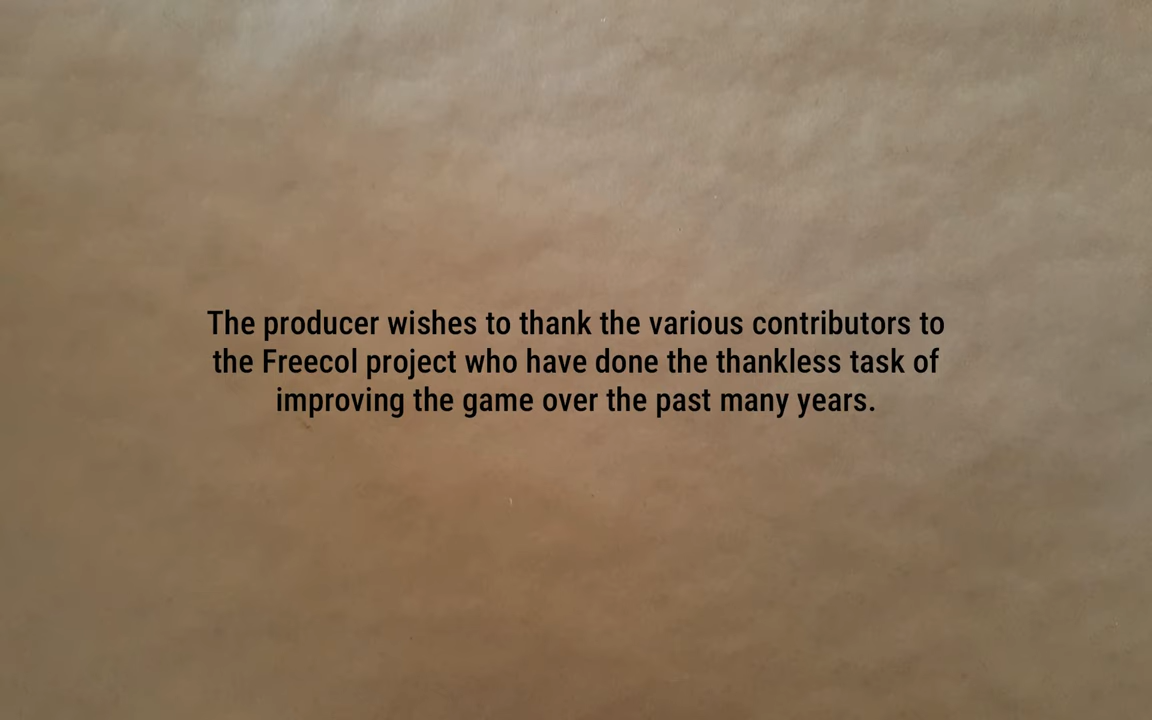 The producer wishes to thank the various contributors to
the Freecol project who have done the thankless task of
improving the game over the past many years.